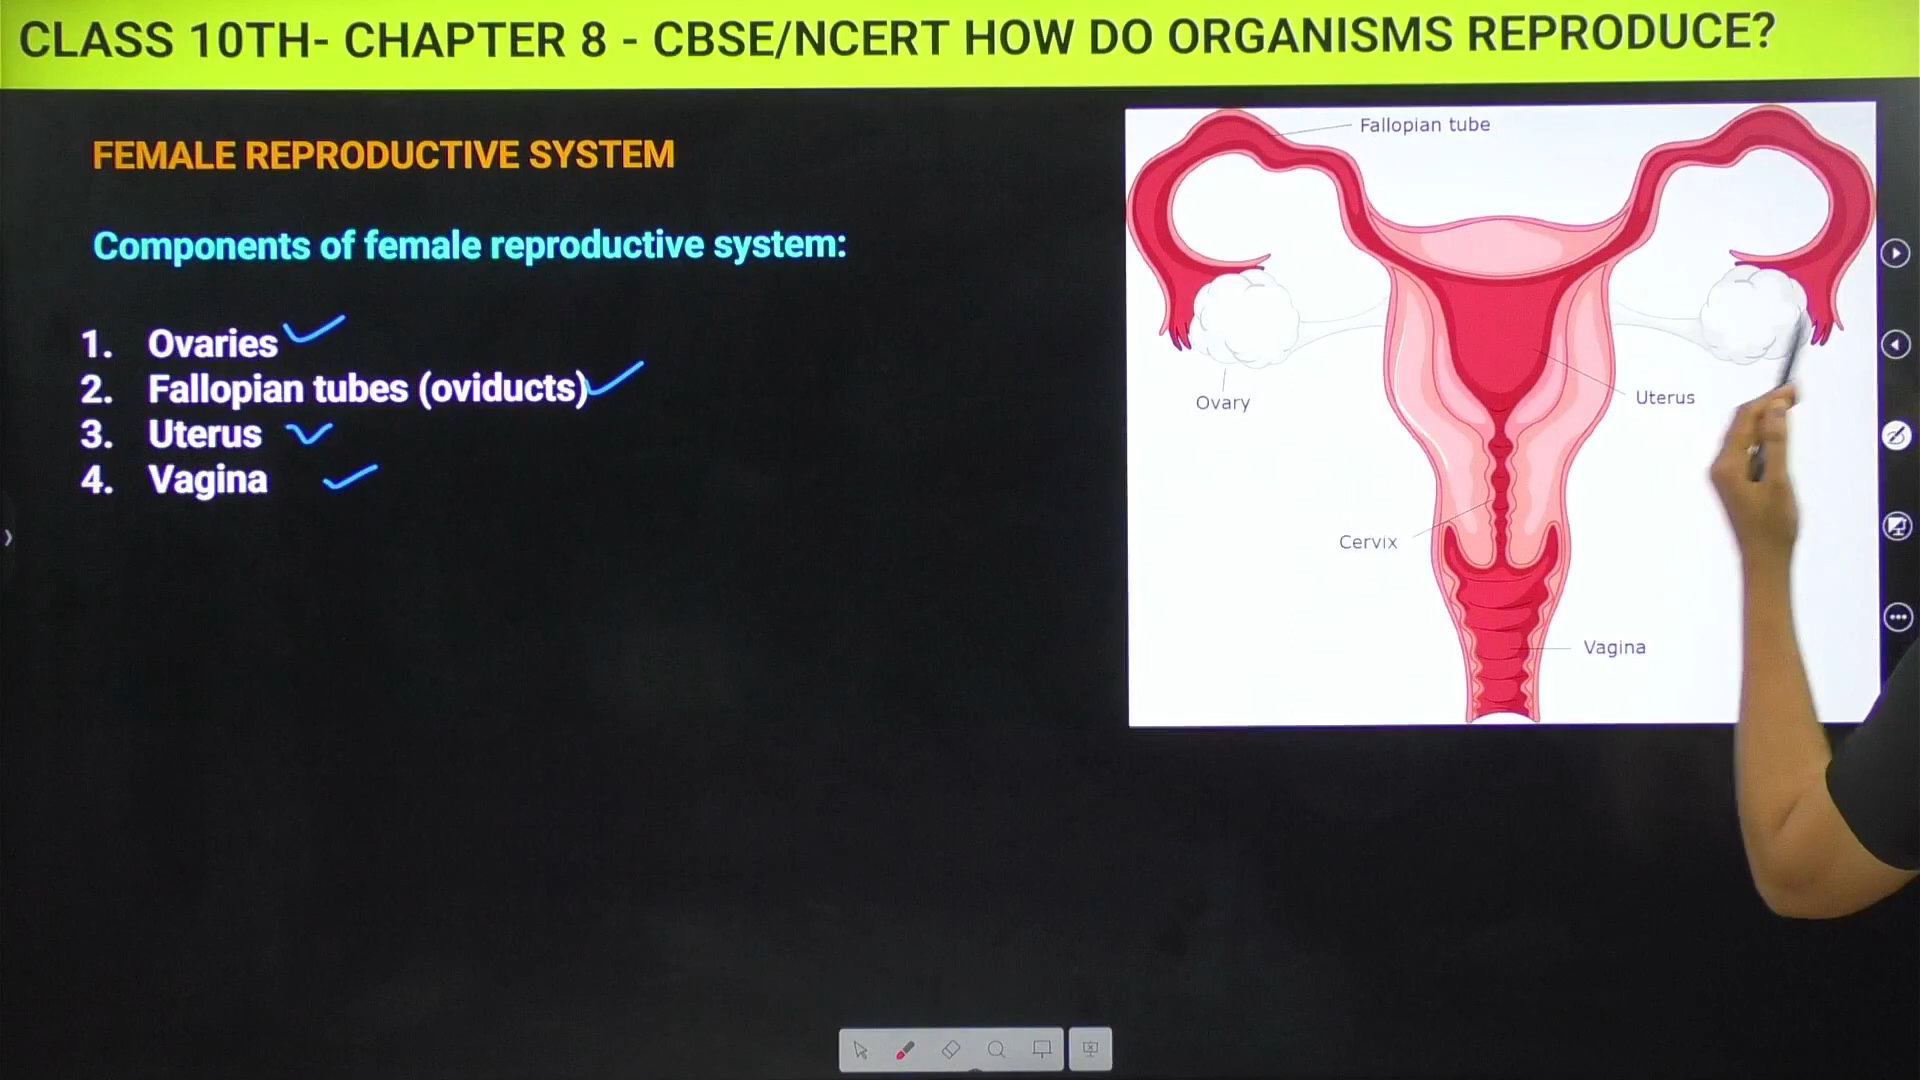 CLASS 10TH- CHAPTER 8 - CBSE/NCERT HOW DO ORGANISMS REPRODUCE?
FEMALE REPRODUCTIVE SYSTEM
Components of female reproductive system:
1. Ovaries
2. Fallopian tubes (oviducts)
3. Uterus
4. Vagina
Fallopian tube
Ovary
Uterus
Cervix
Vagina